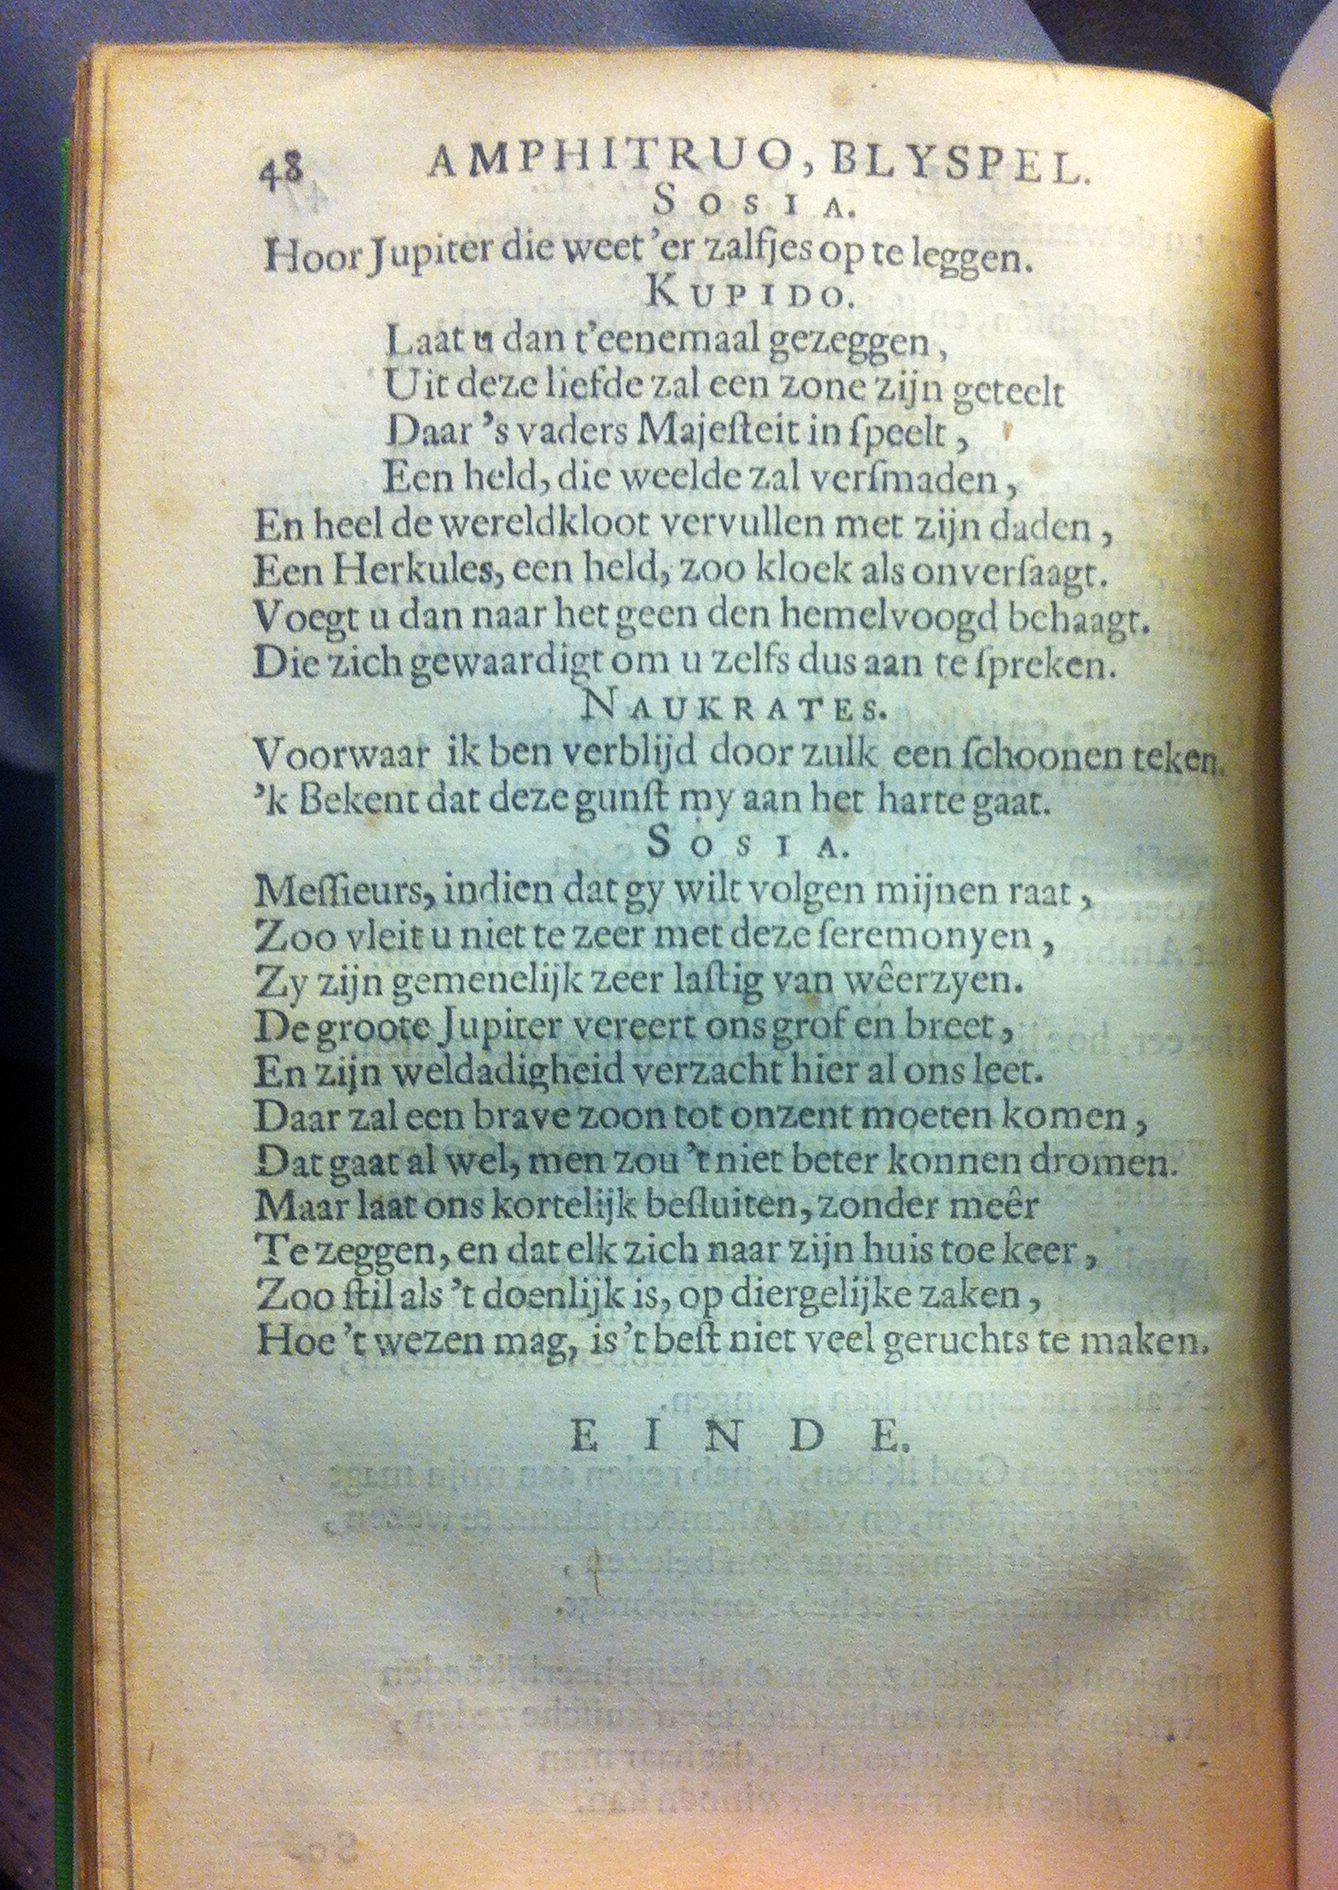 48 AMPHITRUO, BLYSPEL.
SOSIA.
Hoor Jupiter die weet 'er zalfjes op te leggen.
KUPIDO.
Laat u dan t'eenemaal gezeggen,
Uit deze liefde zal een zone zijn geteelt
Daar 's vaders Majeſteit in ſpeelt,
Een held, die weelde zal verſmaden,
En heel de wereldkloot vervullen met zijn daden,
Een Herkules, een held, zoo kloek als onverſaagt.
Voegt u dan naar het geen den hemelvoogd behaagt.
Die zich gewaardigt om u zelfs dus aan te ſpreken.
NAUKRATES.
Voorwaar ik ben verblijd door zulk een ſchoonen teken.
'k Bekent dat deze gunſt my aan het harte gaat.
SOSIA.
Meſſieurs, indien dat gy wilt volgen mijnen raat,
Zoo vleit u niet te zeer met deze ſeremonyen,
Zy zijn gemenelijk zeer laſtig van wêerzyen.
De groote Jupiter vereert ons grof en breet,
En zijn weldadigheid verzacht hier al ons leet.
Daar zal een brave zoon tot onzent moeten komen,
Dat gaat al wel, men zou 't niet beter konnen dromen.
Maar laat ons kortelijk beſluiten, zonder meêr
Te zeggen, en dat elk zich naar zijn huis toe keer,
Zoo ſtil als 't doenlijk is, op diergelijke zaken,
Hoe 't wezen mag, is 't beſt niet veel geruchts te maken.
EINDE.